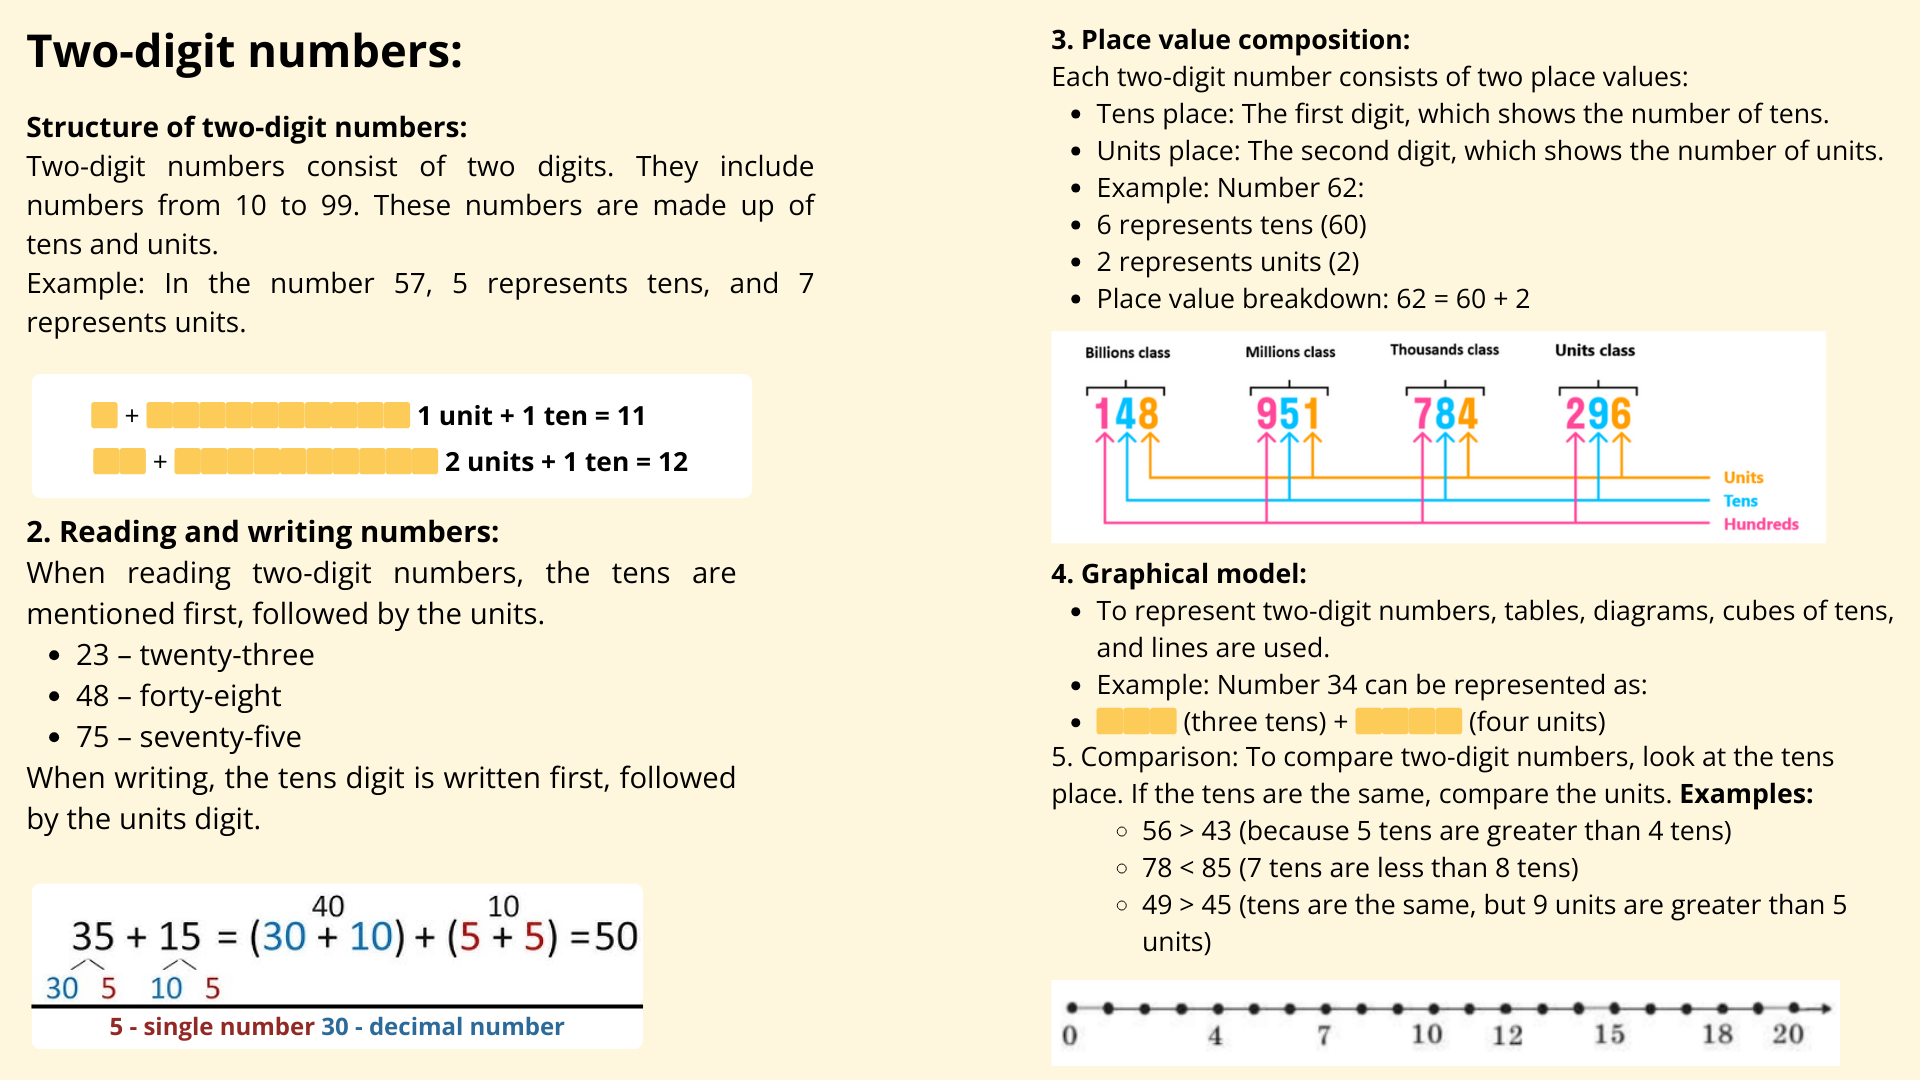 Two-digit numbers:
Structure of two-digit numbers:
Two-digit numbers consist of two digits. They include
numbers from 10 to 99. These numbers are made up of
tens and units.
Example: In the number 57, 5 represents tens, and 7
represents units.
+ 1 unit + 1 ten = 11
+ 2 units + 1 ten = 12
2. Reading and writing numbers:
When reading two-digit numbers, the tens are
mentioned first, followed by the units.
• 23 – twenty-three
• 48 – forty-eight
• 75 – seventy-five
When writing, the tens digit is written first, followed
by the units digit.
40 10
35 + 15 = (30 + 10) + (5 + 5) = 50
30 5 10 5
5 - single number 30 - decimal number
3. Place value composition:
Each two-digit number consists of two place values:
• Tens place: The first digit, which shows the number of tens.
• Units place: The second digit, which shows the number of units.
• Example: Number 62:
• 6 represents tens (60)
• 2 represents units (2)
• Place value breakdown: 62 = 60 + 2
Billions class Millions class Thousands class Units class
148 951 784 296
Units
Tens
Hundreds
4. Graphical model:
• To represent two-digit numbers, tables, diagrams, cubes of tens,
and lines are used.
• Example: Number 34 can be represented as:
• (three tens) + (four units)
5. Comparison: To compare two-digit numbers, look at the tens
place. If the tens are the same, compare the units. Examples:
◦ 56 > 43 (because 5 tens are greater than 4 tens)
◦ 78 < 85 (7 tens are less than 8 tens)
◦ 49 > 45 (tens are the same, but 9 units are greater than 5
units)
0 4 7 10 12 15 18 20